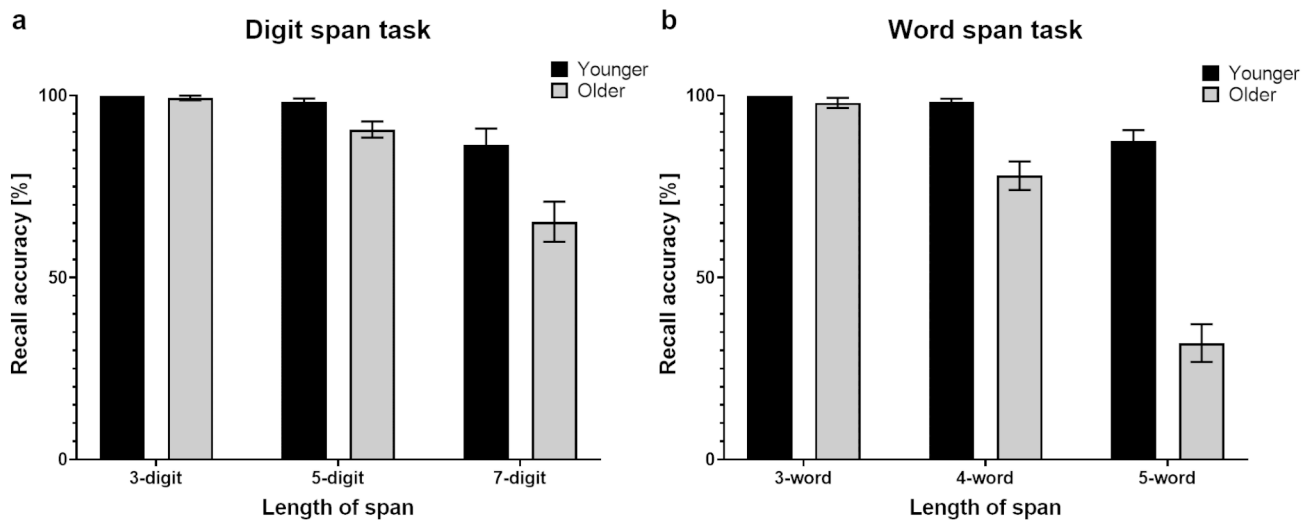 a
Digit span task
Younger
Older
Recall accuracy [%]
100
50
0
3-digit
5-digit
7-digit
Length of span
b
Word span task
Younger
Older
Recall accuracy [%]
100
50
0
3-word
4-word
5-word
Length of span